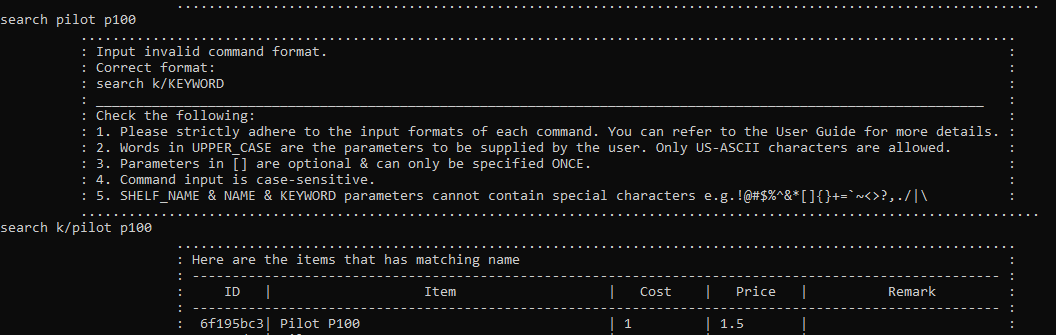 search pilot p100
: Input invalid command format. :
: Correct format: :
: search k/KEYWORD :
: _______________________________________________________________________________________________________________ :
: Check the following: :
: 1. Please strictly adhere to the input formats of each command. You can refer to the User Guide for more details. :
: 2. Words in UPPER_CASE are the parameters to be supplied by the user. Only US-ASCII characters are allowed. :
: 3. Parameters in [] are optional & can only be specified ONCE. :
: 4. Command input is case-sensitive. :
: 5. SHELF_NAME & NAME & KEYWORD parameters cannot contain special characters e.g.!@#$%^&*[]{}+=`~<>?,./|\ :
search k/pilot p100
: Here are the items that has matching name :
: ID | Item | Cost | Price | Remark :
: 6f195bc3| Pilot P100 | 1 | 1.5 | :